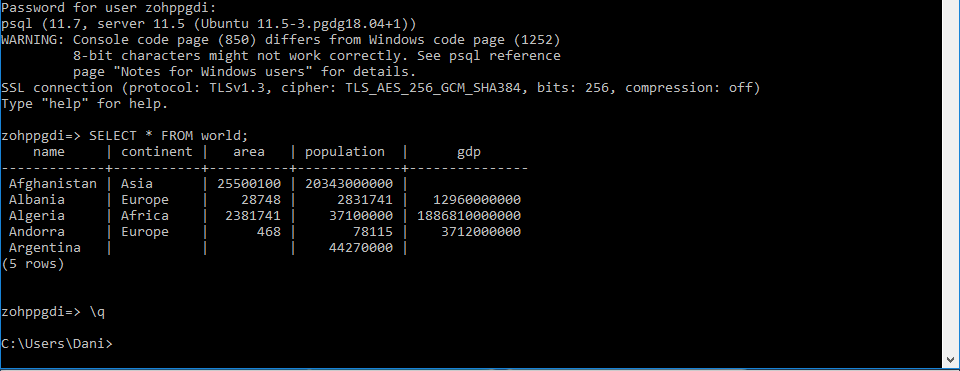 Password for user zohppgdi:
psql (11.7, server 11.5 (Ubuntu 11.5-3.pgdg18.04+1))
WARNING: Console code page (850) differs from Windows code page (1252)
         8-bit characters might not work correctly. See psql reference
         page "Notes for Windows users" for details.
SSL connection (protocol: TLSv1.3, cipher: TLS_AES_256_GCM_SHA384, bits: 256, compression: off)
Type "help" for help.

zohppgdi=> SELECT * FROM world;
    name     | continent |   area   | population  |      gdp
-------------+-----------+----------+-------------+---------------
 Afghanistan | Asia      | 25500100 | 20343000000 |
 Albania     | Europe    |    28748 |     2831741 |   12960000000
 Algeria     | Africa    |  2381741 |    37100000 | 1886810000000
 Andorra     | Europe    |      468 |       78115 |    3712000000
 Argentina   |           |          |    44270000 |
(5 rows)


zohppgdi=> \q

C:\Users\Dani>